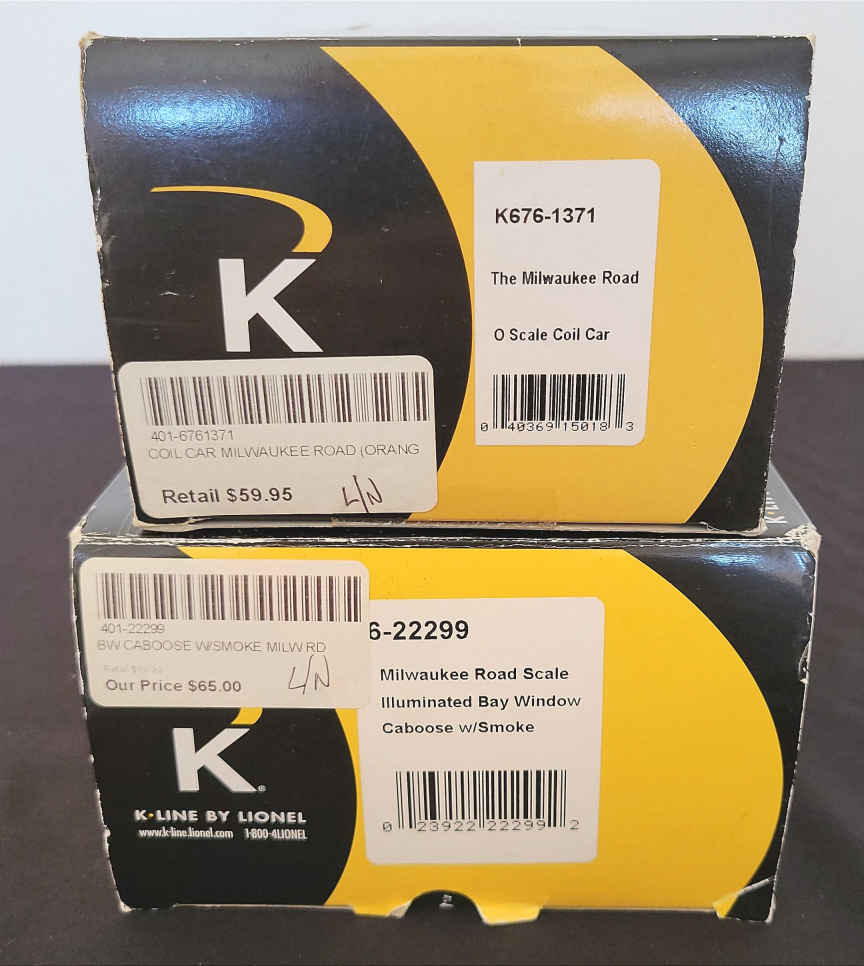 K
K676-1371
The Milwaukee Road
O Scale Coil Car
0 40369 15018 3
401-6761371
COIL CAR MILWAUKEE ROAD (ORANG
Retail $59.95
L/N
401-22299
BW CABOOSE W/SMOKE MILW RD
Our Price $65.00
L/N
6-22299
Milwaukee Road Scale
Illuminated Bay Window
Caboose w/Smoke
0 23922 22299 2
K®
K·LINE BY LIONEL
www.k-line.lionel.com 1-800-4LIONEL